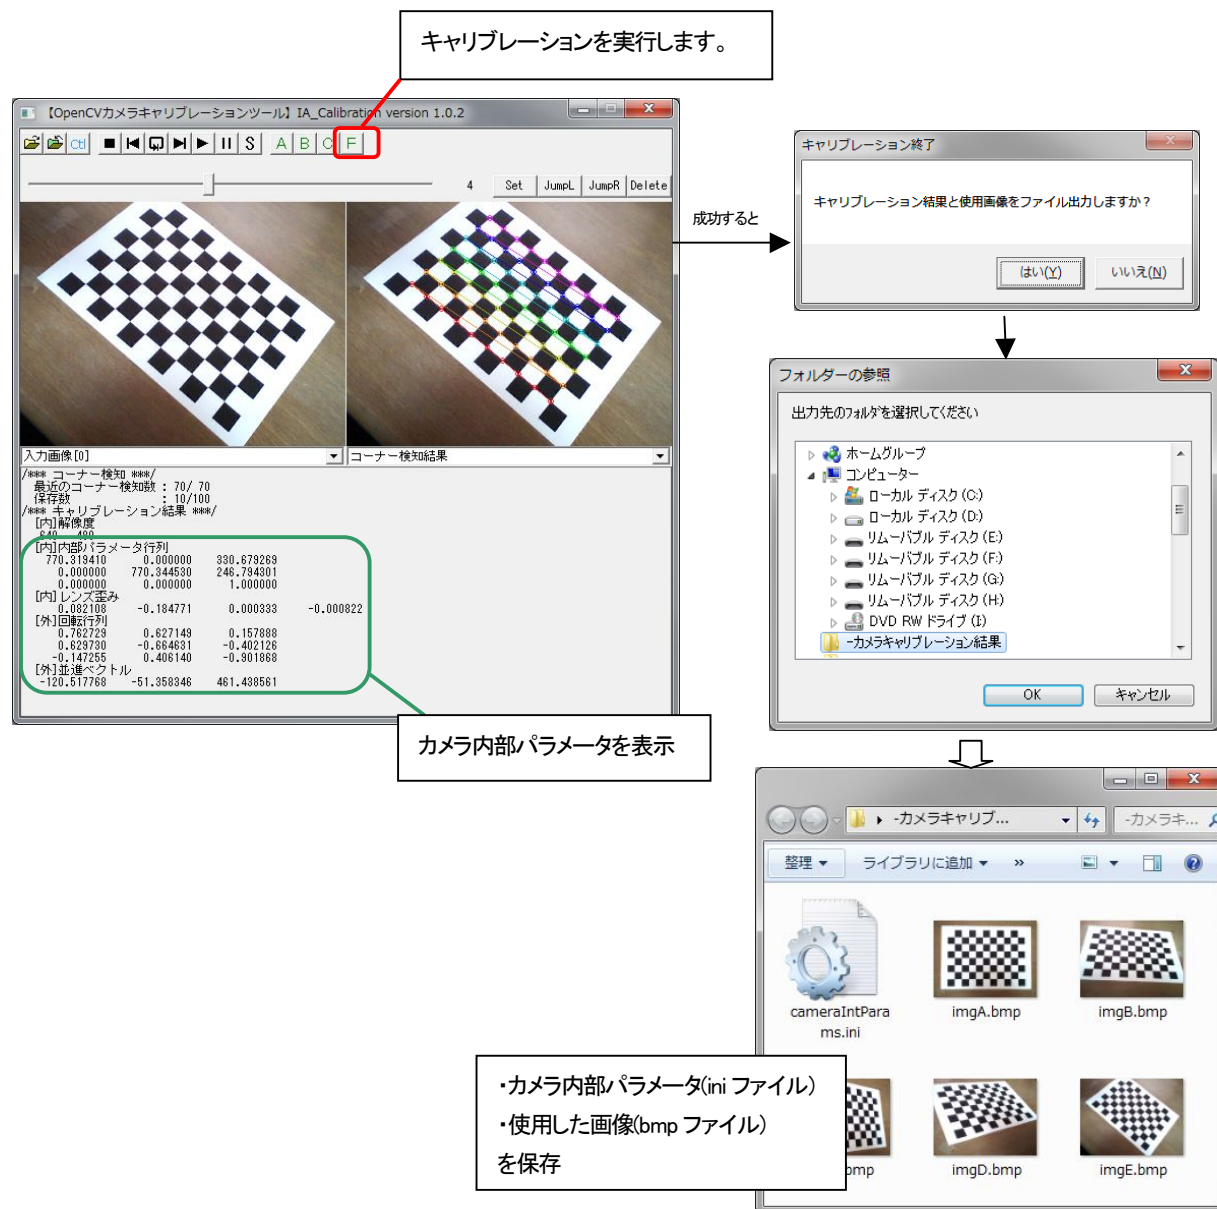 キャリブレーションを実行します。
【OpenCVカメラキャリブレーションツール】 IA_Calibration version 1.0.2
Ctl S A B C F
4 Set JumpL JumpR Delete
入力画像[0] コーナー検知結果
/*** コーナー検知 ***/
最近のコーナー検知数 : 70/ 70
保存数 : 10/100
/*** キャリブレーション結果 ***/
[内]解像度
640 480
[内]内部パラメータ行列
770.319410 0.000000 330.679269
0.000000 770.344530 246.794301
0.000000 0.000000 1.000000
[内]レンズ歪み
0.082108 -0.184771 0.000333 -0.000822
[外]回転行列
0.762729 0.627149 0.157888
0.629730 -0.664631 -0.402126
-0.147255 0.406140 -0.901868
[外]並進ベクトル
-120.517768 -51.358346 461.438561
カメラ内部パラメータを表示
成功すると
キャリブレーション終了
キャリブレーション結果と使用画像をファイル出力しますか？
はい(Y) いいえ(N)
フォルダーの参照
出力先のフォルダを選択してください
ホームグループ
コンピューター
ローカル ディスク (C:)
ローカル ディスク (D:)
リムーバブル ディスク (E:)
リムーバブル ディスク (F:)
リムーバブル ディスク (G:)
リムーバブル ディスク (H:)
DVD RW ドライブ (I:)
-カメラキャリブレーション結果
OK キャンセル
-カメラキャリブ... -カメラキ...
整理 ライブラリに追加 »
cameraIntPara
ms.ini
imgA.bmp
imgB.bmp
bmp
imgD.bmp
imgE.bmp
・カメラ内部パラメータ(ini ファイル)
・使用した画像(bmp ファイル)
を保存